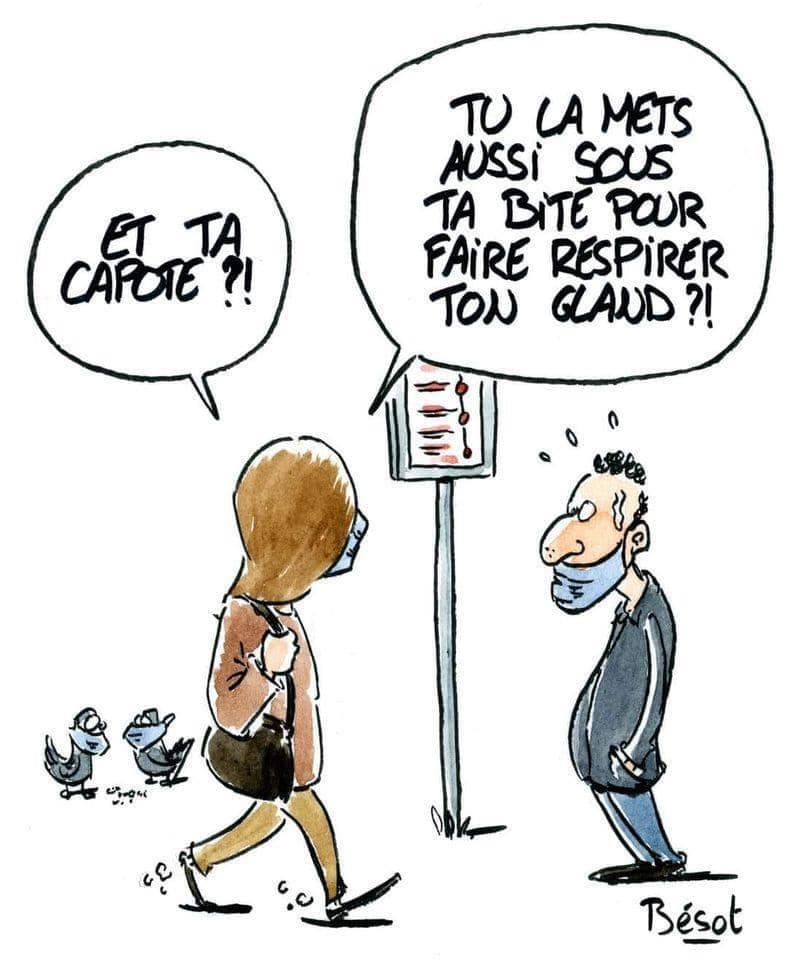 ET TA
CAPOTE ?!
TU LA METS
AUSSI SOUS
TA BITE POUR
FAIRE RESPIRER
TON GLAND ?!
Bésot